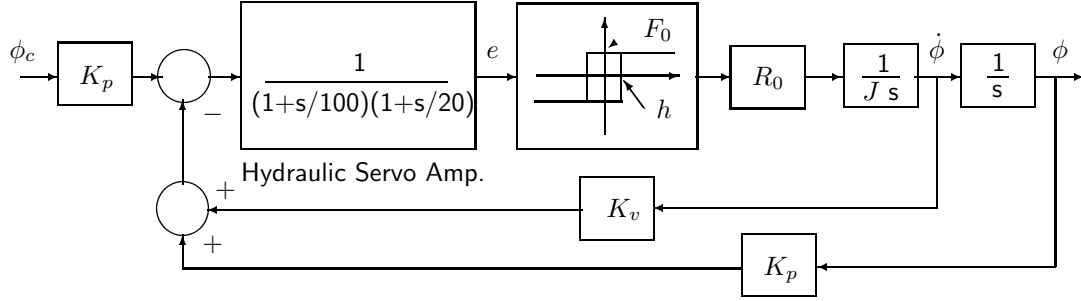 ϕ_c
K_p
−
1
(1+s/100)(1+s/20)
Hydraulic Servo Amp.
e
F_0
h
R_0
1
J s
ϕ̇
1
s
ϕ
+
K_v
+
K_p